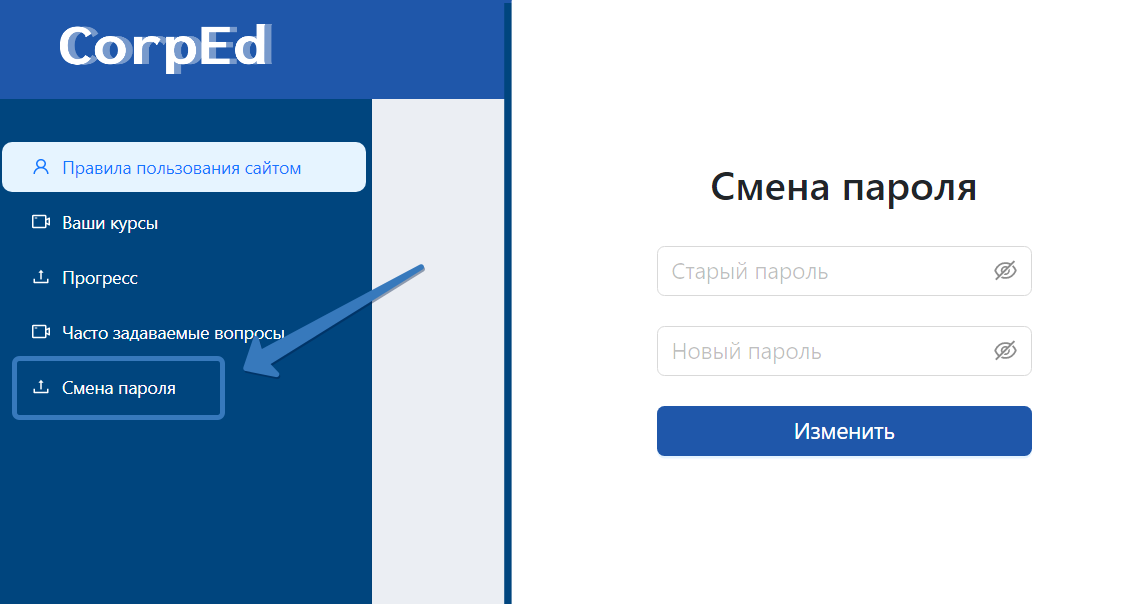 CorpEd
Правила пользования сайтом
Ваши курсы
Прогресс
Часто задаваемые вопросы
Смена пароля
Смена пароля
Старый пароль
Новый пароль
Изменить